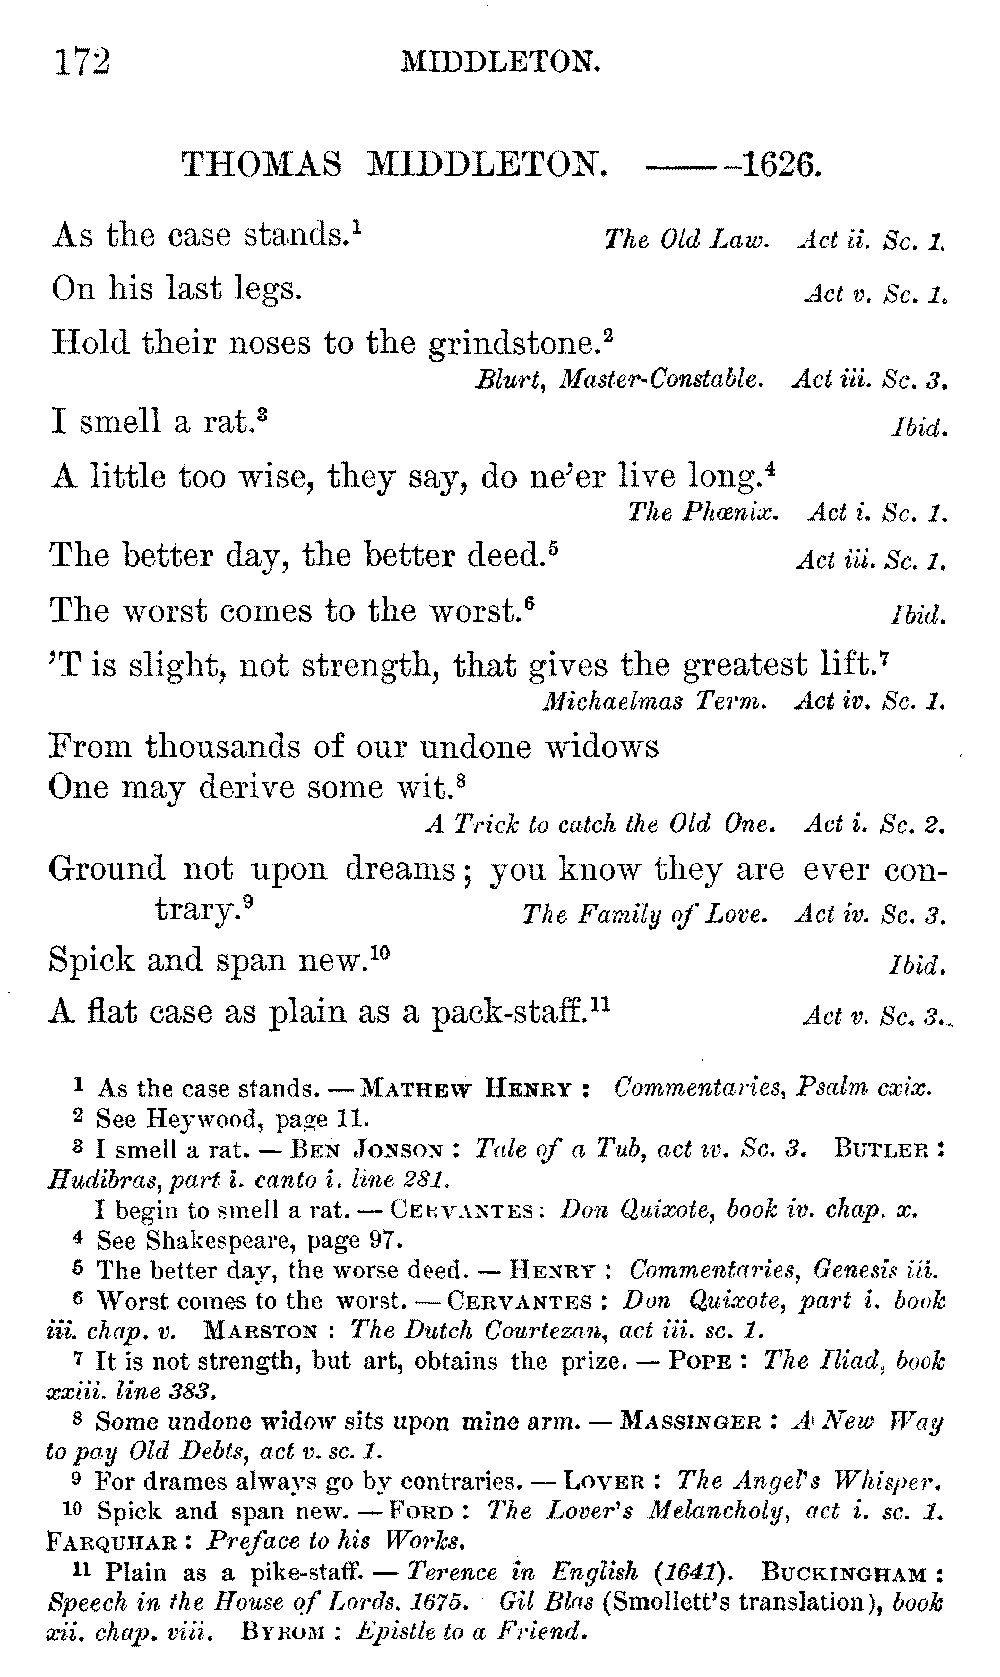 172 MIDDLETON.
THOMAS MIDDLETON. —— –1626.
As the case stands.¹ The Old Law. Act ii. Sc. 1.
On his last legs. Act v. Sc. 1.
Hold their noses to the grindstone.²
Blurt, Master-Constable. Act iii. Sc. 3.
I smell a rat.³ Ibid.
A little too wise, they say, do ne'er live long.⁴
The Phœnix. Act i. Sc. 1.
The better day, the better deed.⁵ Act iii. Sc. 1.
The worst comes to the worst.⁶ Ibid.
'T is slight, not strength, that gives the greatest lift.⁷
Michaelmas Term. Act iv. Sc. 1.
From thousands of our undone widows
One may derive some wit.⁸
A Trick to catch the Old One. Act i. Sc. 2.
Ground not upon dreams; you know they are ever con-
trary.⁹ The Family of Love. Act iv. Sc. 3.
Spick and span new.¹⁰ Ibid.
A flat case as plain as a pack-staff.¹¹ Act v. Sc. 3.
¹ As the case stands. — MATHEW HENRY : Commentaries, Psalm cxix.
² See Heywood, page 11.
³ I smell a rat. — BEN JONSON : Tale of a Tub, act iv. Sc. 3. BUTLER :
Hudibras, part i. canto i. line 281.
I begin to smell a rat. — CERVANTES : Don Quixote, book iv. chap. x.
⁴ See Shakespeare, page 97.
⁵ The better day, the worse deed. — HENRY : Commentaries, Genesis iii.
⁶ Worst comes to the worst. — CERVANTES : Don Quixote, part i. book
iii. chap. v. MARSTON : The Dutch Courtezan, act iii. sc. 1.
⁷ It is not strength, but art, obtains the prize. — POPE : The Iliad, book
xxiii. line 383.
⁸ Some undone widow sits upon mine arm. — MASSINGER : A New Way
to pay Old Debts, act v. sc. 1.
⁹ For drames always go by contraries. — LOVER : The Angel's Whisper.
¹⁰ Spick and span new. — FORD : The Lover's Melancholy, act i. sc. 1.
FARQUHAR : Preface to his Works.
¹¹ Plain as a pike-staff. — Terence in English (1641). BUCKINGHAM :
Speech in the House of Lords, 1675. Gil Blas (Smollett's translation), book
xii. chap. viii. BYROM : Epistle to a Friend.